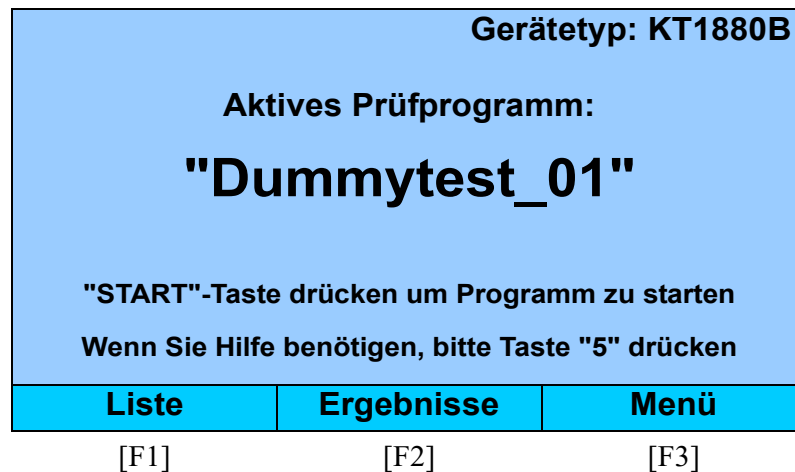 Gerätetyp: KT1880B
Aktives Prüfprogramm:
"Dummytest_01"
"START"-Taste drücken um Programm zu starten
Wenn Sie Hilfe benötigen, bitte Taste "5" drücken
Liste Ergebnisse Menü
[F1] [F2] [F3]